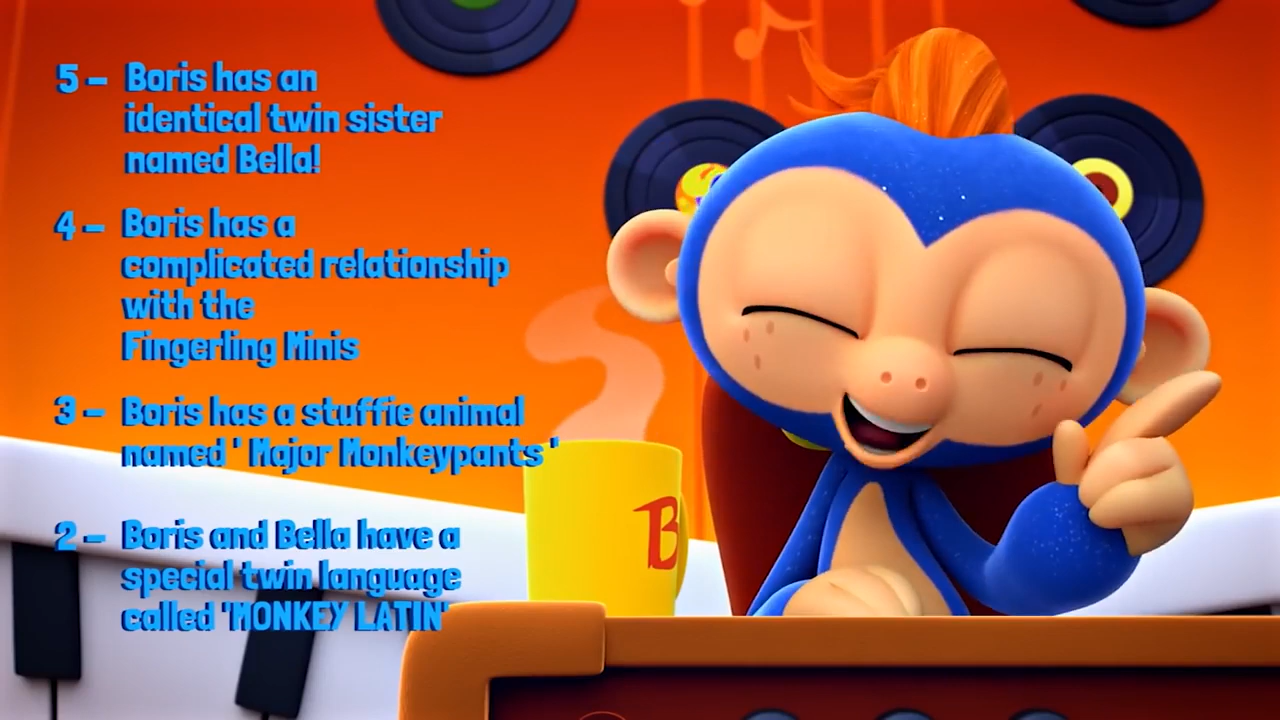 5 – Boris has an
identical twin sister
named Bella!
4 – Boris has a
complicated relationship
with the
Fingerling Minis
3 – Boris has a stuffie animal
named ' Major Monkeypants '
2 – Boris and Bella have a
special twin language
called 'MONKEY LATIN'
B